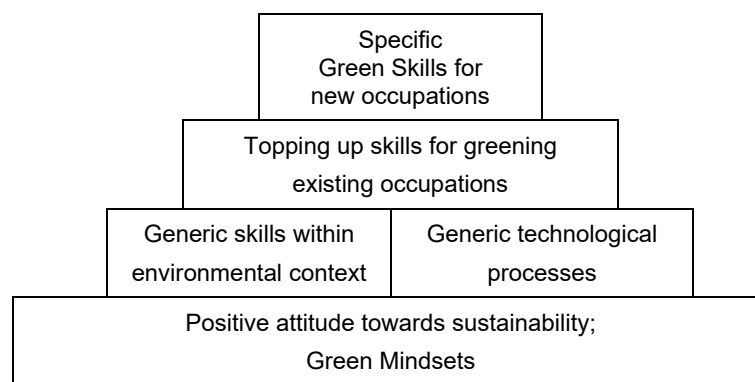 Specific
Green Skills for
new occupations
Topping up skills for greening
existing occupations
Generic skills within
environmental context
Generic technological
processes
Positive attitude towards sustainability;
Green Mindsets